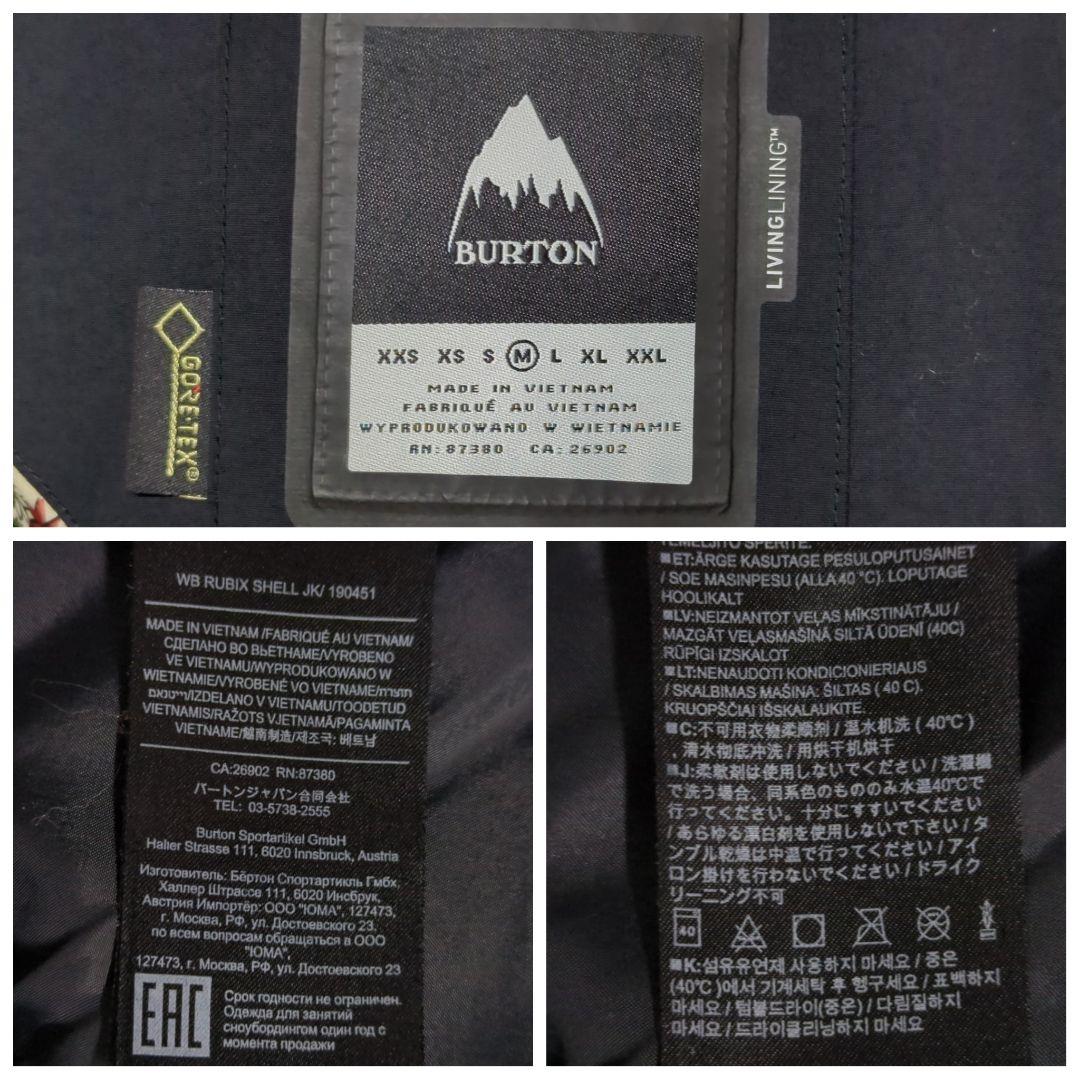 BURTON
LIVINGLINING™
GORE-TEX®
XXS XS S M L XL XXL
MADE IN VIETNAM
FABRIQUÉ AU VIETNAM
WYPRODUKOWANO W WIETNAMIE
RN: 87380 CA: 26902
WB RUBIX SHELL JK/ 190451
MADE IN VIETNAM /FABRIQUÉ AU VIETNAM/
СДЕЛАНО ВО ВЬЕТНАМЕ/VYROBENO
VE VIETNAMU/WYPRODUKOWANO W
WIETNAMIE/VYROBENÉ VO VIETNAME/תוצרת
וייטנאם/IZDELANO V VIETNAMU/TOODETUD
VIETNAMIS/RAŽOTS VJETNAMĀ/PAGAMINTA
VIETNAME/越南制造/제조국: 베트남
CA:26902 RN:87380
バートンジャパン合同会社
TEL: 03-5738-2555
Burton Sportartikel GmbH
Haller Strasse 111, 6020 Innsbruck, Austria
Изготовитель: Бёртон Спортартикль Гмбх,
Халлер Штрассе 111, 6020 Инсбрук,
Австрия Импортёр: ООО "ЮМА", 127473,
г. Москва, РФ, ул. Достоевского 23.
по всем вопросам обращаться в ООО
"ЮМА",
127473, г. Москва, РФ, ул. Достоевского 23
EAC
Срок годности не ограничен.
Одежда для занятий
сноубордингом один год с
момента продажи
TEMELJITO SPERITE.
■ET:ÄRGE KASUTAGE PESULOPUTUSAINET
/ SOE MASINPESU (ALLA 40 °C). LOPUTAGE
HOOLIKALT
■LV:NEIZMANTOT VEĻAS MĪKSTINĀTĀJU /
MAZGĀT VEĻASMAŠĪNĀ SILTĀ ŪDENĪ (40C)
RŪPĪGI IZSKALOT
■LT:NENAUDOTI KONDICIONIERIAUS
/ SKALBIMAS MAŠINA: ŠILTAS ( 40 C).
KRUOPŠČIAI IŠSKALAUKITE.
■C:不可用衣物柔顺剂 / 温水机洗 ( 40℃)
, 清水彻底冲洗 / 用烘干机烘干
■J:柔軟剤は使用しないでください / 洗濯機
で洗う場合、同系色のもののみ水温40℃で
行ってください。十分にすすいでください
/ あらゆる漂白剤を使用しないで下さい / タ
ンブル乾燥は中温で行ってください / アイ
ロン掛けを行わないでください / ドライク
リーニング不可
40
■K:섬유유연제 사용하지 마세요 / 중온
(40℃)에서 기계세탁 후 헹구세요 / 표백하지
마세요 / 텀블드라이(중온) / 다림질하지
마세요 / 드라이클리닝하지 마세요